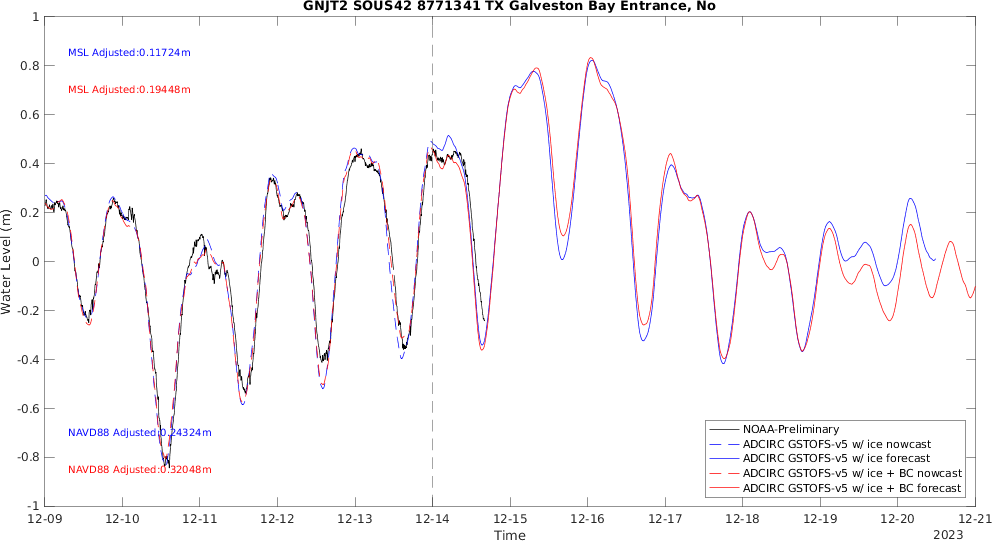 GNJT2 SOUS42 8771341 TX Galveston Bay Entrance, No
MSL Adjusted:0.11724m
MSL Adjusted:0.19448m
NAVD88 Adjusted:0.24324m
NAVD88 Adjusted:0.32048m
Water Level (m)
1
0.8
0.6
0.4
0.2
0
-0.2
-0.4
-0.6
-0.8
-1
NOAA-Preliminary
ADCIRC GSTOFS-v5 w/ ice nowcast
ADCIRC GSTOFS-v5 w/ ice forecast
ADCIRC GSTOFS-v5 w/ ice + BC nowcast
ADCIRC GSTOFS-v5 w/ ice + BC forecast
12-09 12-10 12-11 12-12 12-13 12-14 12-15 12-16 12-17 12-18 12-19 12-20 12-21
Time
2023